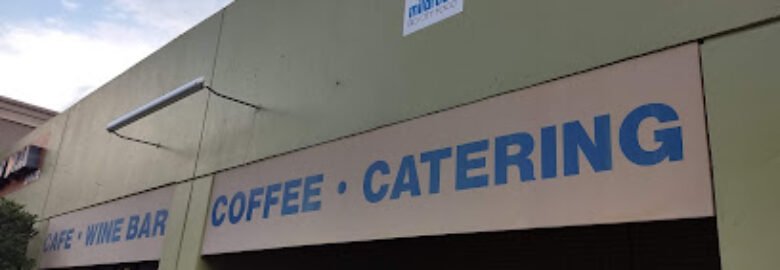 CAFE · WINE BAR
COFFEE · CATERING